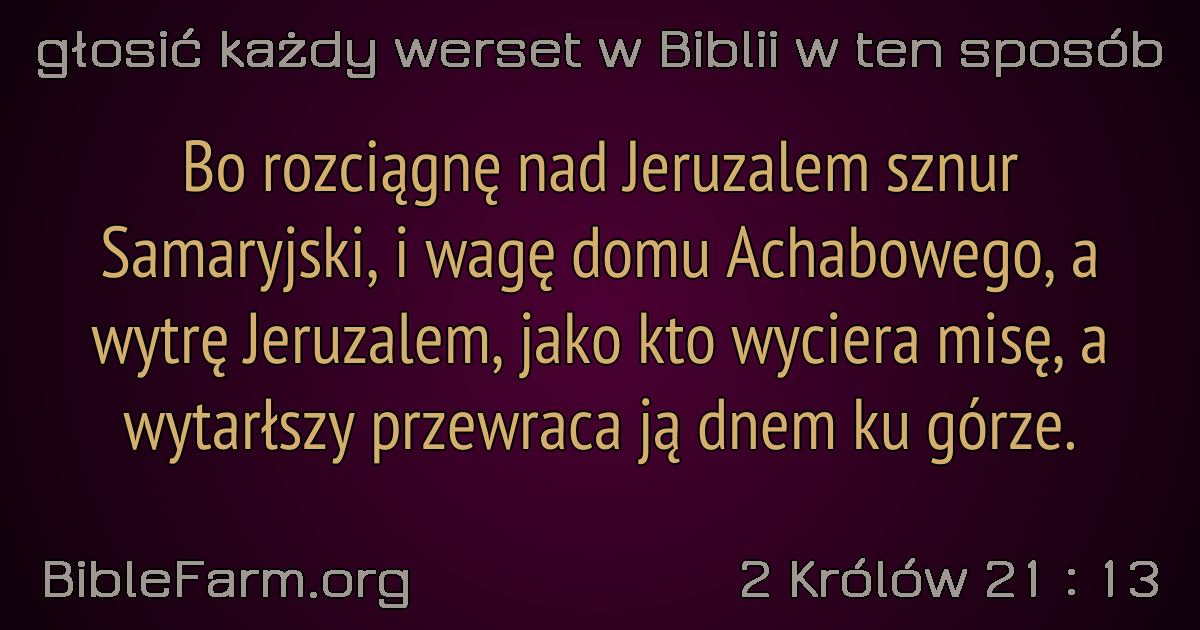 głosić każdy werset w Biblii w ten sposób
Bo rozciągnę nad Jeruzalem sznur
Samaryjski, i wagę domu Achabowego, a
wytrę Jeruzalem, jako kto wyciera misę, a
wytarłszy przewraca ją dnem ku górze.
BibleFarm.org
2 Królów 21 : 13